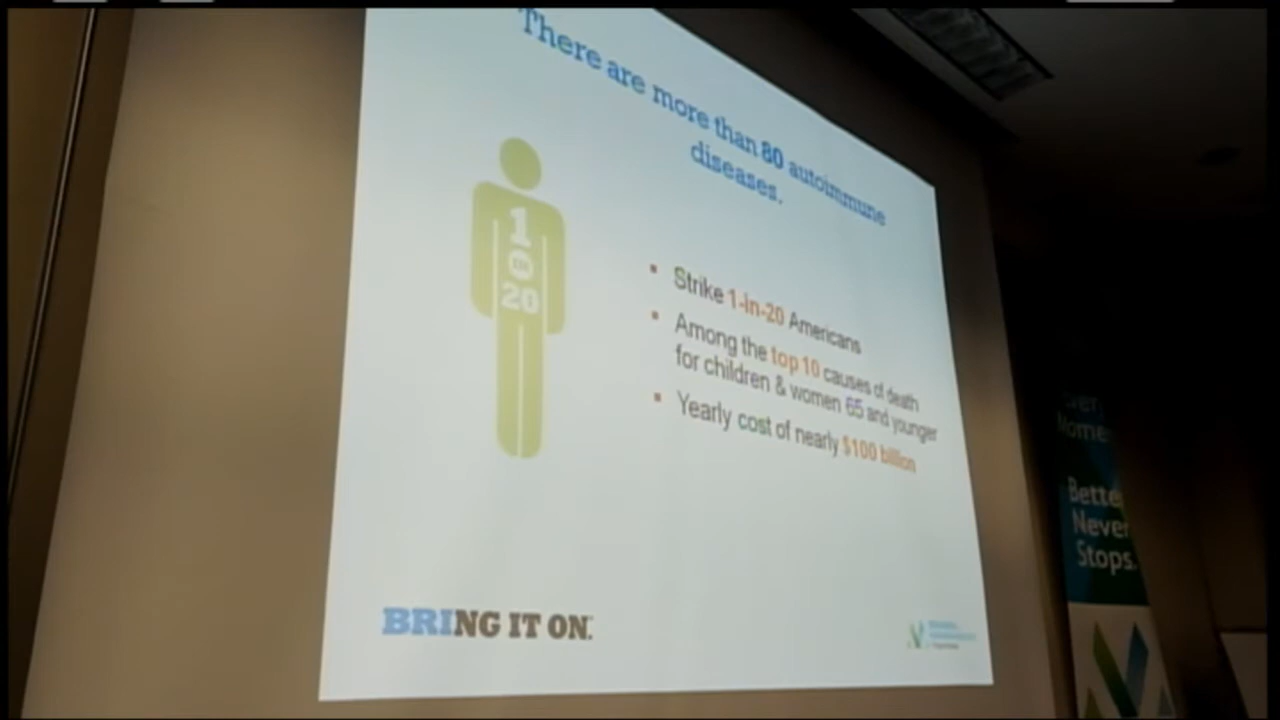 There are more than 80 autoimmune
diseases.
1
IN
20
Strike 1-in-20 Americans
Among the top 10 causes of death
for children & women 65 and younger
Yearly cost of nearly $100 billion
BRING IT ON.
Better
Never
Stops.